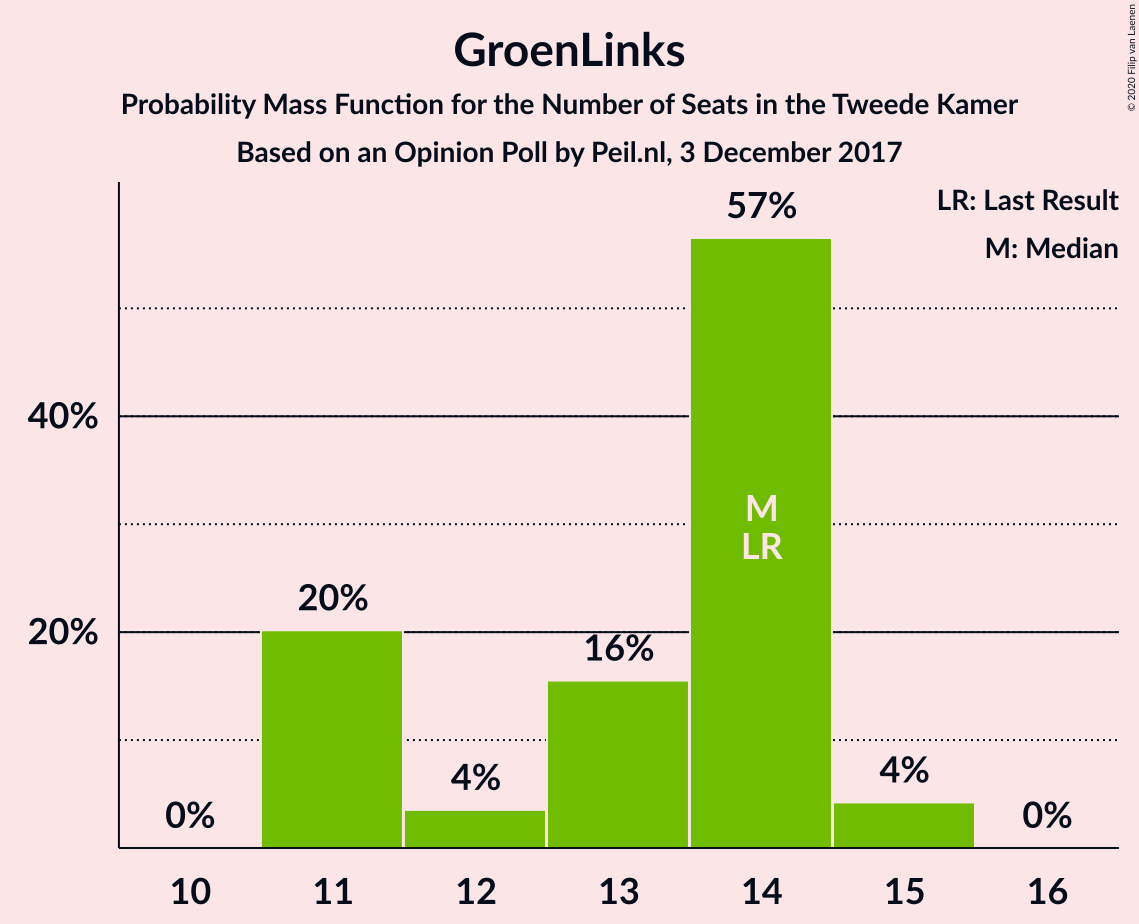 GroenLinks
Probability Mass Function for the Number of Seats in the Tweede Kamer
Based on an Opinion Poll by Peil.nl, 3 December 2017
© 2020 Filip van Laenen
LR: Last Result
M: Median
57%
40%
M
LR
20%
20%
16%
4%
4%
0%
0%
10 11 12 13 14 15 16